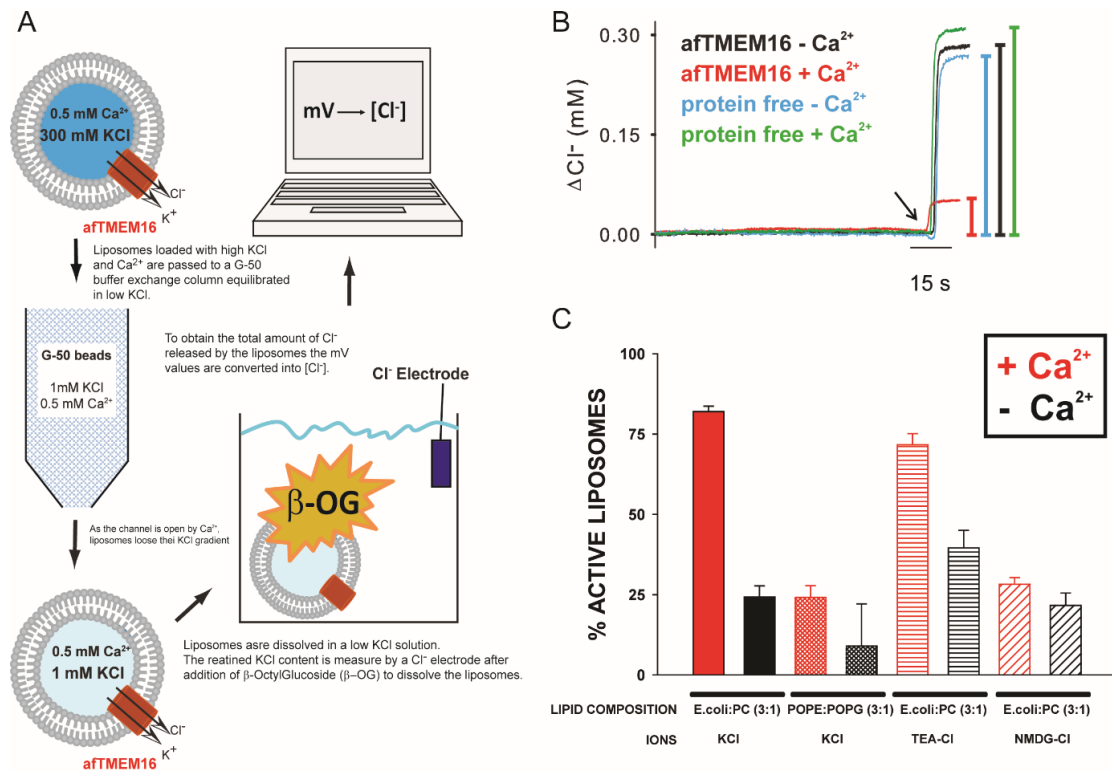 A
0.5 mM Ca²⁺
300 mM KCl
Cl⁻
K⁺
afTMEM16
Liposomes loaded with high KCl
and Ca²⁺ are passed to a G-50
buffer exchange column equilibrated
in low KCl.
G-50 beads
1mM KCl
0.5 mM Ca²⁺
As the channel is open by Ca²⁺,
liposomes loose thei KCl gradient
0.5 mM Ca²⁺
1 mM KCl
Cl⁻
K⁺
afTMEM16
mV → [Cl⁻]
To obtain the total amount of Cl⁻
released by the liposomes the mV
values are converted into [Cl⁻].
Cl⁻ Electrode
β-OG
Liposomes asre dissolved in a low KCl solution.
The reatined KCl content is measure by a Cl⁻ electrode after
addition of β-OctylGlucoside (β–OG) to dissolve the liposomes.
B
ΔCl⁻ (mM)
0.30
0.15
0.00
afTMEM16 - Ca²⁺
afTMEM16 + Ca²⁺
protein free - Ca²⁺
protein free + Ca²⁺
15 s
C
% ACTIVE LIPOSOMES
100
75
50
25
0
+ Ca²⁺
- Ca²⁺
LIPID COMPOSITION E.coli:PC (3:1) POPE:POPG (3:1) E.coli:PC (3:1) E.coli:PC (3:1)
IONS KCl KCl TEA-Cl NMDG-Cl